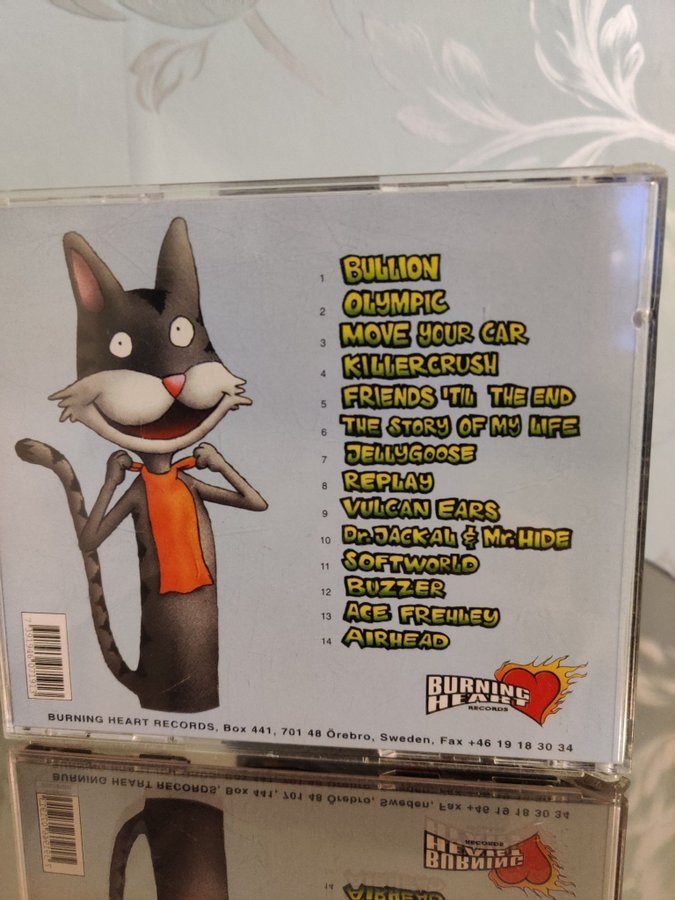 1 BULLION
2 OLYMPIC
3 MOVE YOUR CAR
4 KILLERCRUSH
5 FRIENDS 'TIL THE END
6 THE STORY OF MY LIFE
7 JELLYGOOSE
8 REPLAY
9 VULCAN EARS
10 Dr. JACKAL & Mr. HIDE
11 SOFTWORLD
12 BUZZER
13 ACE FREHLEY
14 AIRHEAD
BURNING
HEART
RECORDS
BURNING HEART RECORDS, Box 441, 701 48 Örebro, Sweden, Fax +46 19 18 30 34